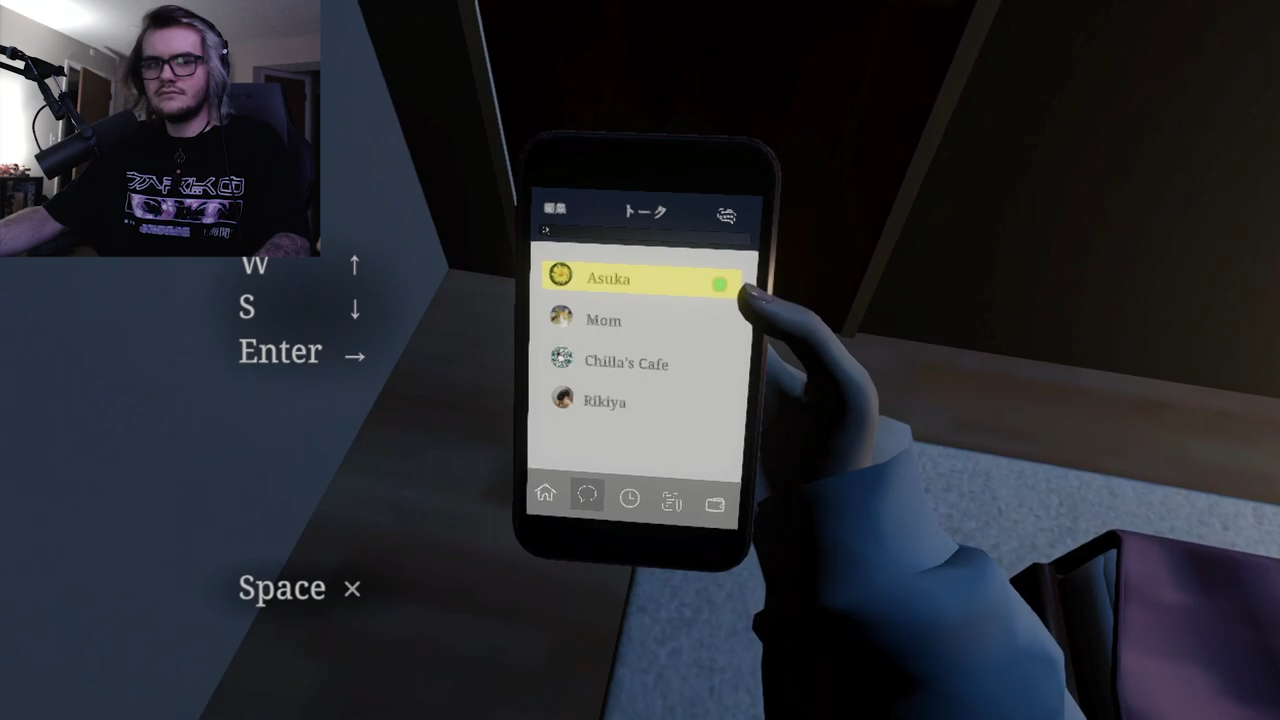 W ↑
S ↓
Enter →
Space ×
編集
トーク
Asuka
Mom
Chilla's Cafe
Rikiya